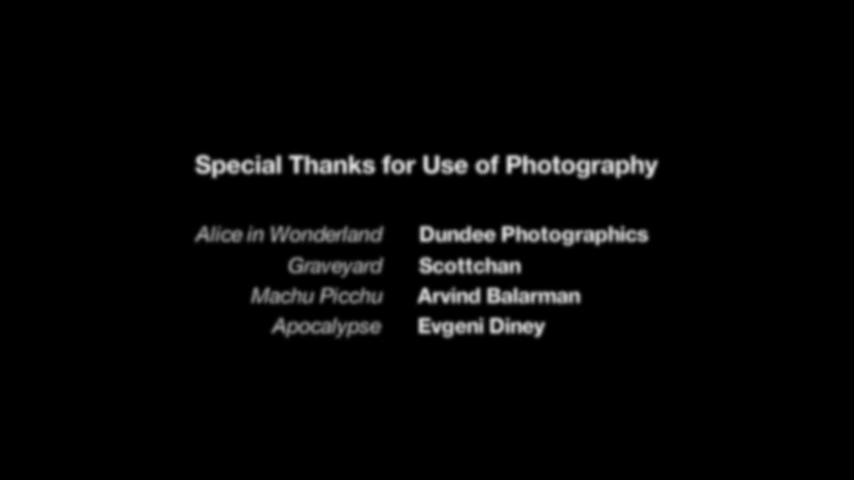 Special Thanks for Use of Photography
Alice in Wonderland Dundee Photographics
Graveyard Scottchan
Machu Picchu Arvind Balarman
Apocalypse Evgeni Diney